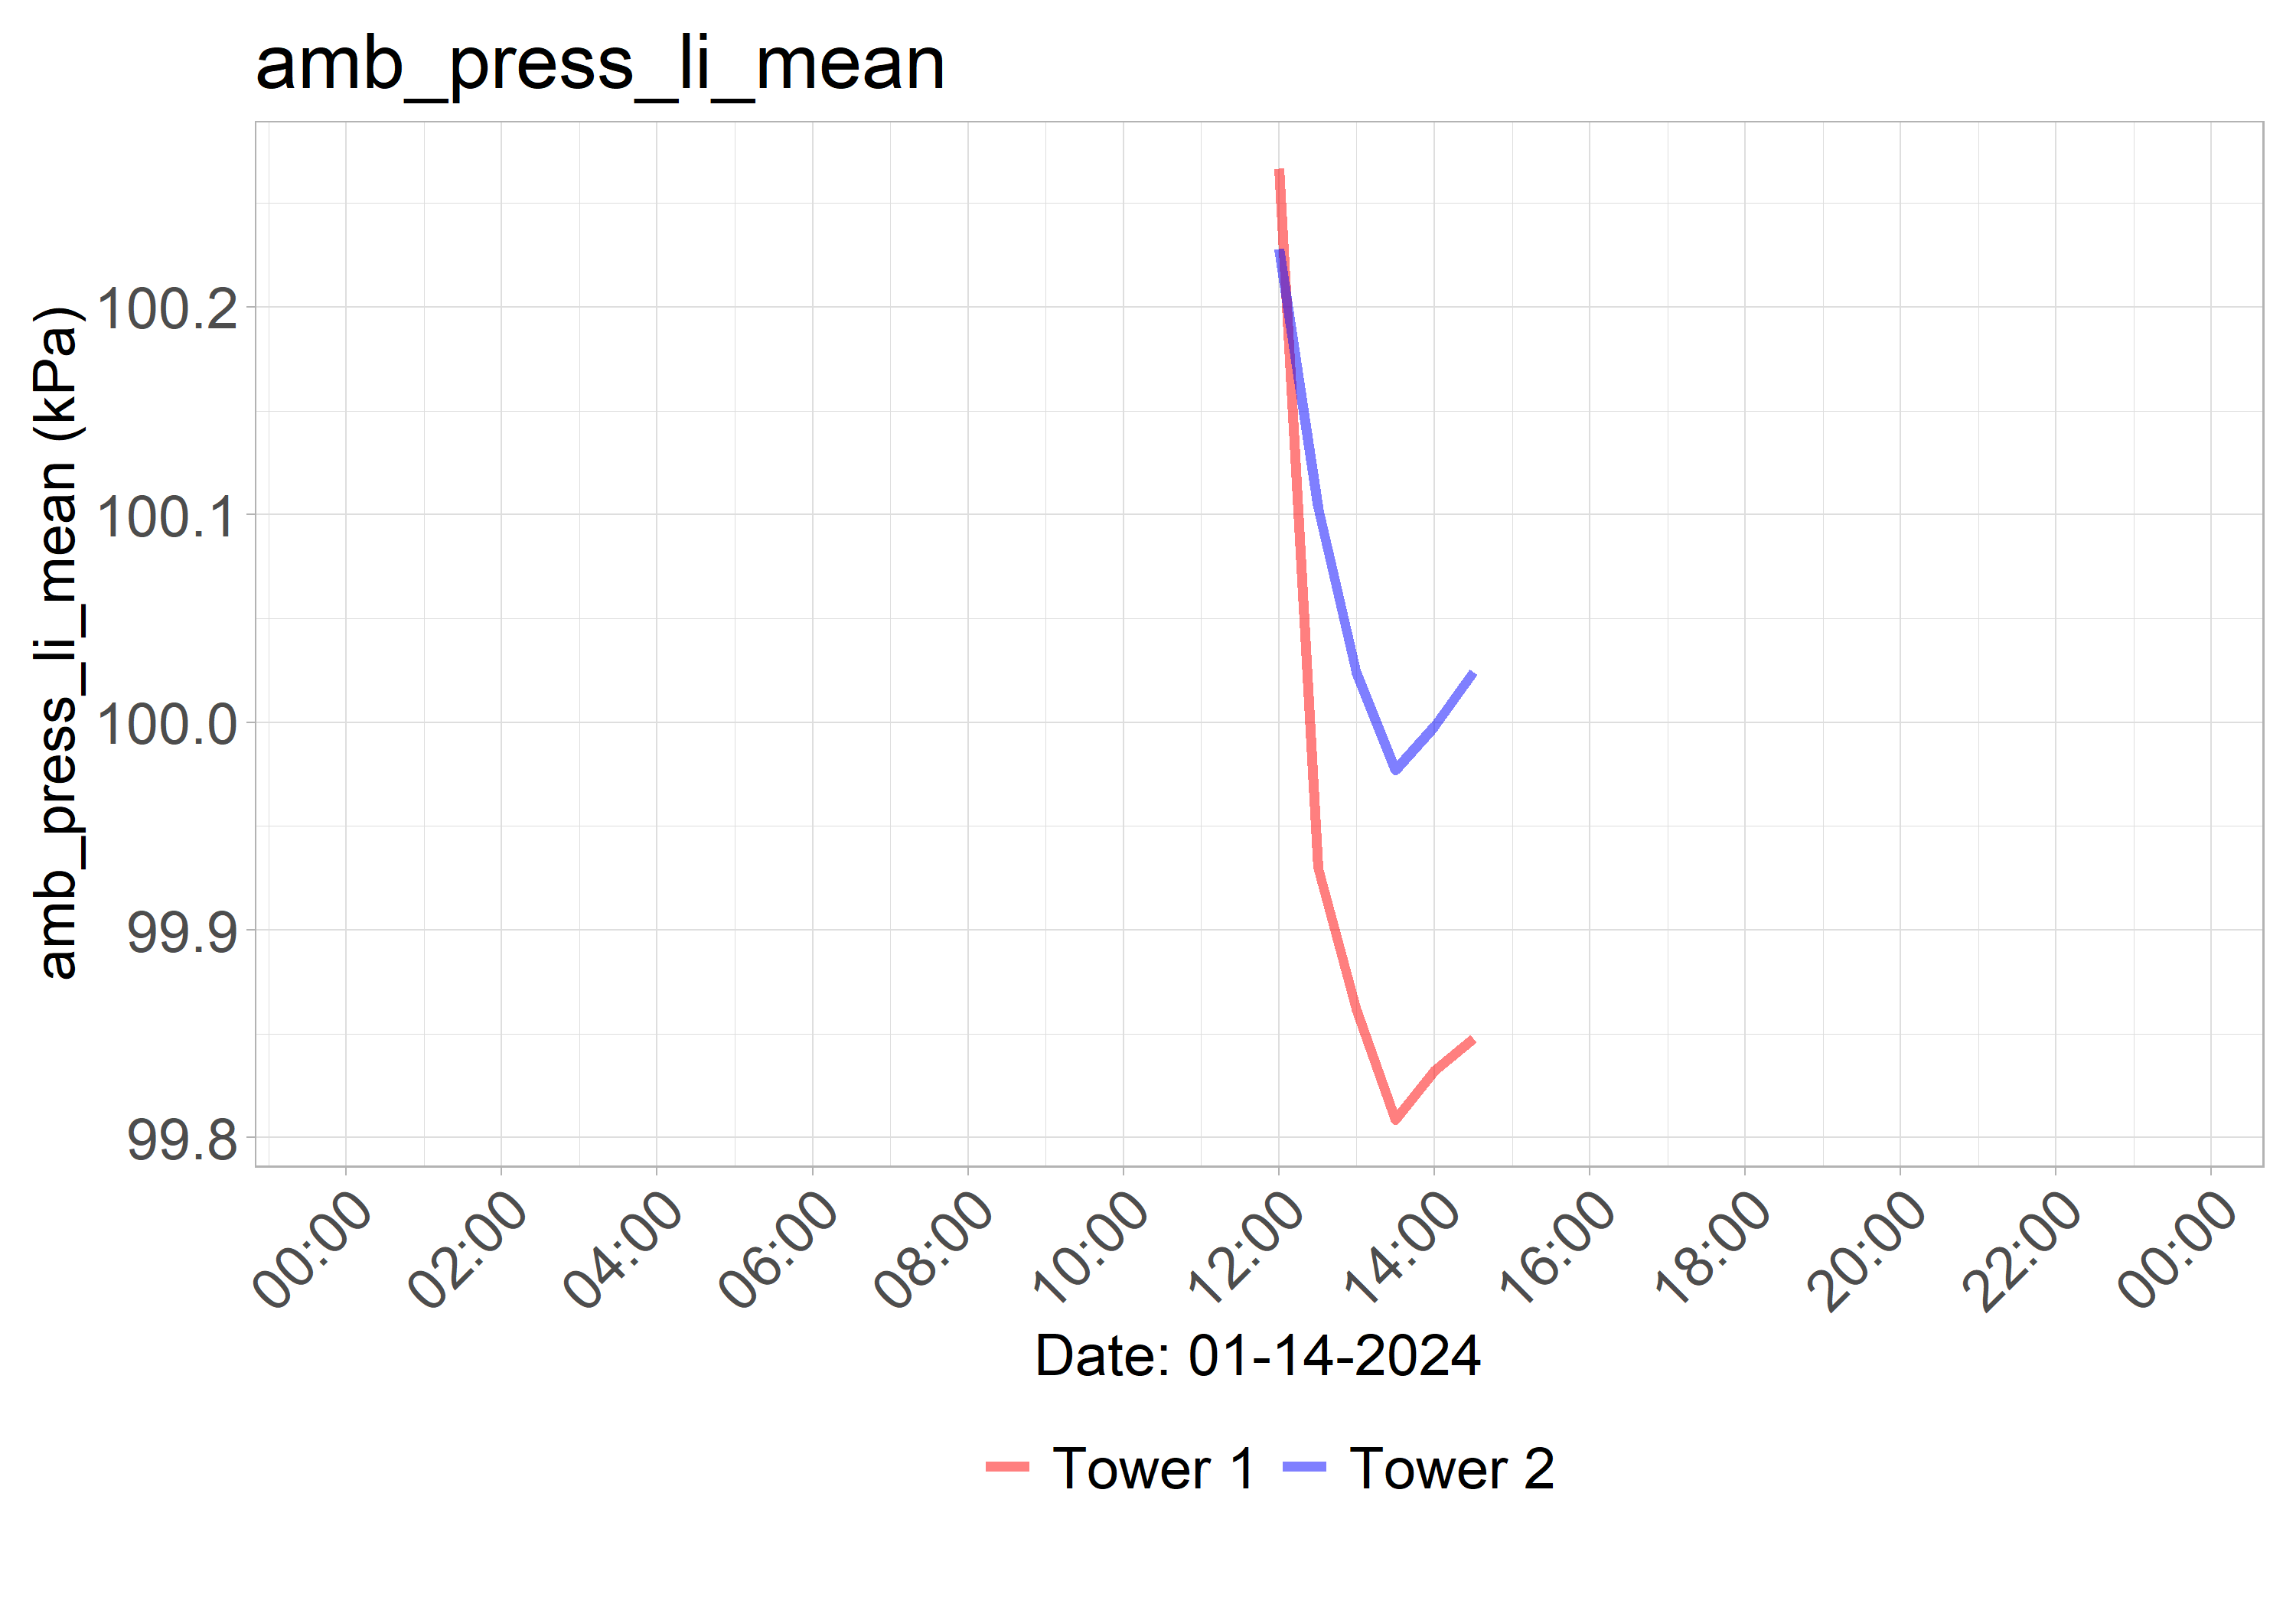 amb_press_li_mean
amb_press_li_mean (kPa)
100.2
100.1
100.0
99.9
99.8
00:00 02:00 04:00 06:00 08:00 10:00 12:00 14:00 16:00 18:00 20:00 22:00 00:00
Date: 01-14-2024
Tower 1 Tower 2